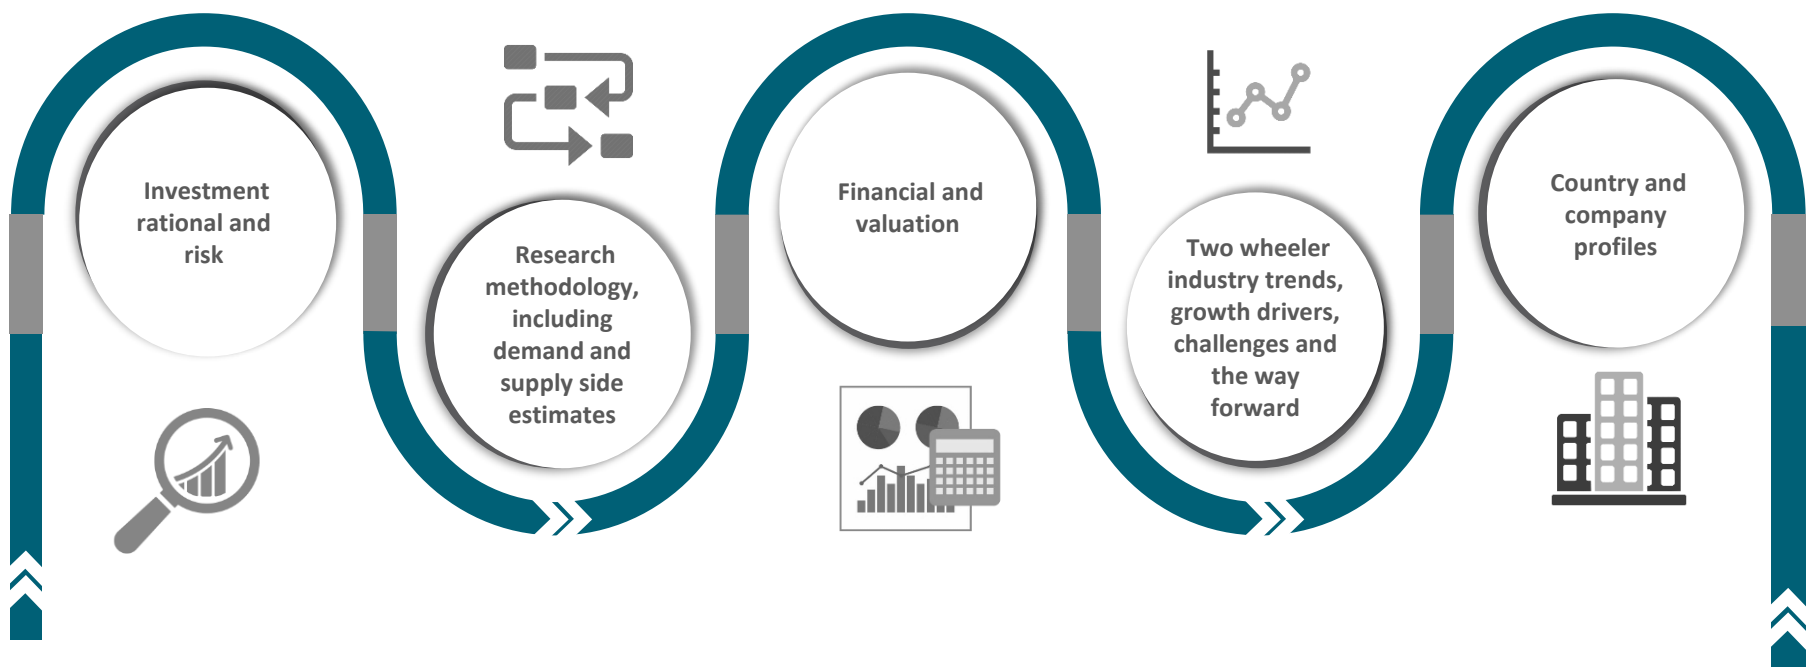 Investment
rational and
risk
Research
methodology,
including
demand and
supply side
estimates
Financial and
valuation
Two wheeler
industry trends,
growth drivers,
challenges and
the way
forward
Country and
company
profiles